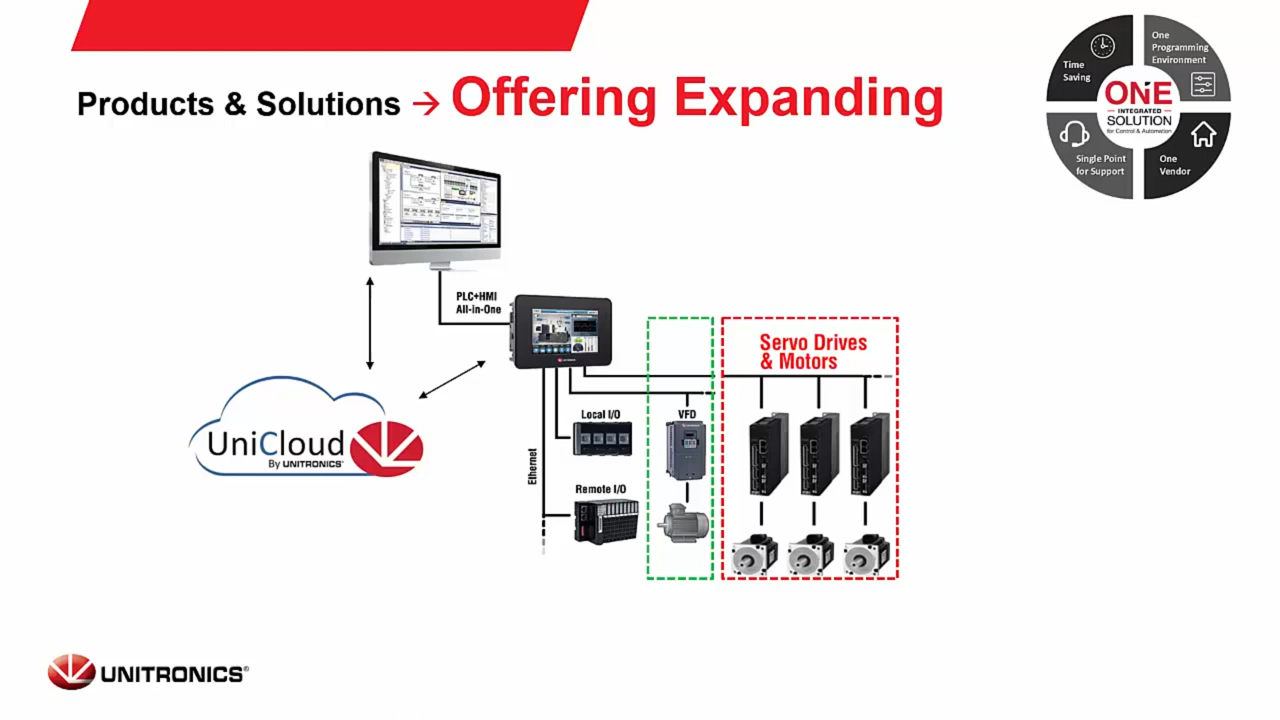 Products & Solutions → Offering Expanding
Time
Saving
One
Programming
Environment
ONE
INTEGRATED
SOLUTION
for Control & Automation
Single Point
for Support
One
Vendor
PLC+HMI
All-in-One
Servo Drives
& Motors
UniCloud
By UNITRONICS®
Ethernet
Local I/O
VFD
Remote I/O
UNITRONICS®